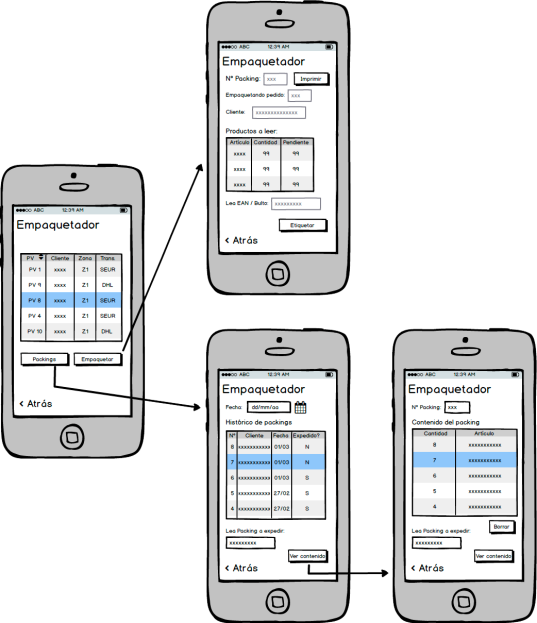 ABC 12:39 AM
Empaquetador
Nº Packing: xxx Imprimir
Empaquetando pedido: xxx
Cliente: xxxxxxxxxxxxxx
Productos a leer:
Artículo Cantidad Pendiente
xxxx 99 99
xxxx 99 99
xxxx 99 99
Lea EAN / Bulto: xxxxxxxxx
Etiquetar
< Atrás
ABC 12:39 AM
Empaquetador
PV Cliente Zona Trans.
PV 1 xxxx Z1 SEUR
PV 9 xxxx Z1 DHL
PV 8 xxxx Z1 SEUR
PV 4 xxxx Z1 SEUR
PV 10 xxxx Z1 DHL
Packings Empaquetar
< Atrás
ABC 12:39 AM
Empaquetador
Fecha: dd/mm/aa
Histórico de packings
Nº Cliente Fecha Expedido?
8 xxxxxxxxxxx 01/03 N
7 xxxxxxxxxxx 01/03 N
6 xxxxxxxxxxx 01/03 S
5 xxxxxxxxxxx 27/02 S
4 xxxxxxxxxxx 27/02 S
Lea Packing a expedir:
xxxxxxxxx
Ver contenido
< Atrás
ABC 12:39 AM
Empaquetador
Nº Packing: xxx
Contenido del packing
Cantidad Artículo
8 xxxxxxxxxxx
7 xxxxxxxxxxx
6 xxxxxxxxxxx
5 xxxxxxxxxxx
4 xxxxxxxxxxx
Borrar
Lea Packing a expedir:
xxxxxxxxx
Ver contenido
< Atrás